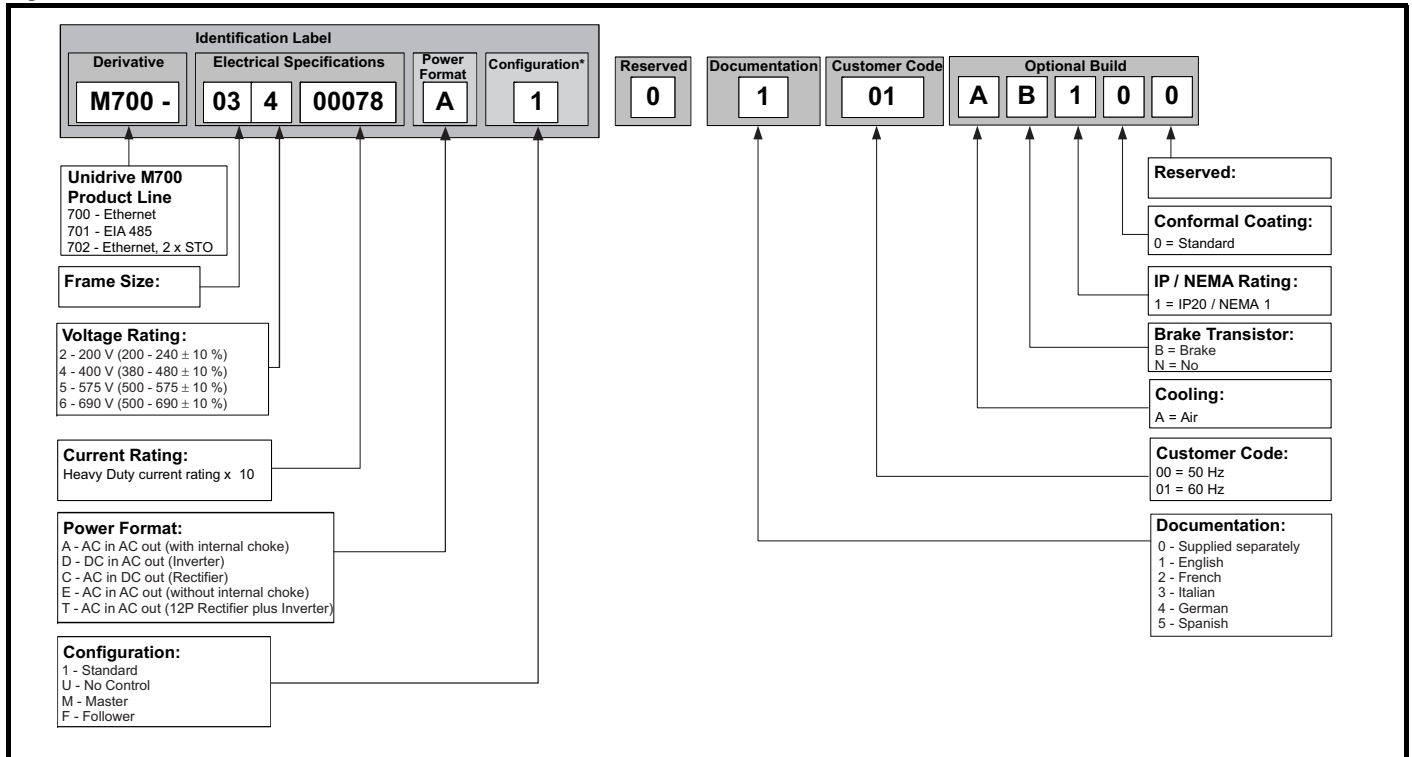 Identification Label
Derivative
Electrical Specifications
Power Format
Configuration*
Reserved
Documentation
Customer Code
Optional Build
M700 -
03
4
00078
A
1
0
1
01
A
B
1
0
0
Unidrive M700
Product Line
700 - Ethernet
701 - EIA 485
702 - Ethernet, 2 x STO
Frame Size:
Voltage Rating:
2 - 200 V (200 - 240 ± 10 %)
4 - 400 V (380 - 480 ± 10 %)
5 - 575 V (500 - 575 ± 10 %)
6 - 690 V (500 - 690 ± 10 %)
Current Rating:
Heavy Duty current rating x 10
Power Format:
A - AC in AC out (with internal choke)
D - DC in AC out (Inverter)
C - AC in DC out (Rectifier)
E - AC in AC out (without internal choke)
T - AC in AC out (12P Rectifier plus Inverter)
Configuration:
1 - Standard
U - No Control
M - Master
F - Follower
Reserved:
Conformal Coating:
0 = Standard
IP / NEMA Rating:
1 = IP20 / NEMA 1
Brake Transistor:
B = Brake
N = No
Cooling:
A = Air
Customer Code:
00 = 50 Hz
01 = 60 Hz
Documentation:
0 - Supplied separately
1 - English
2 - French
3 - Italian
4 - German
5 - Spanish